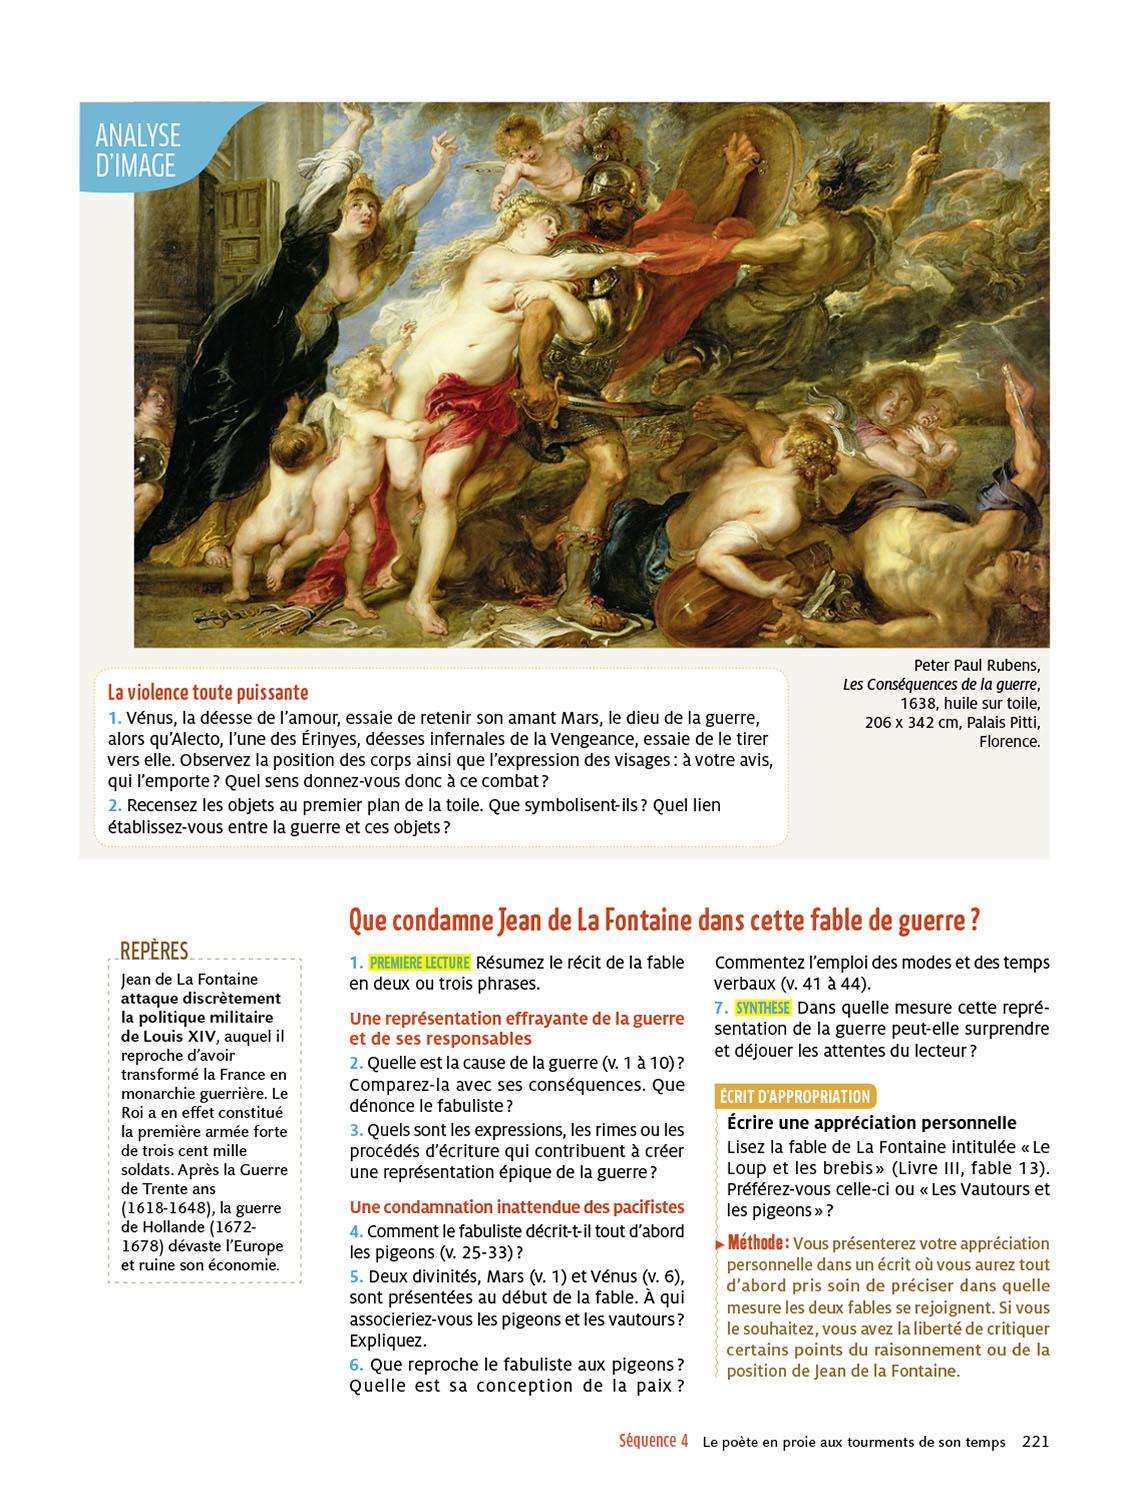 ANALYSE
D'IMAGE
La violence toute puissante
1. Vénus, la déesse de l'amour, essaie de retenir son amant Mars, le dieu de la guerre,
alors qu'Alecto, l'une des Érinyes, déesses infernales de la Vengeance, essaie de le tirer
vers elle. Observez la position des corps ainsi que l'expression des visages : à votre avis,
qui l'emporte ? Quel sens donnez-vous donc à ce combat ?
2. Recensez les objets au premier plan de la toile. Que symbolisent-ils ? Quel lien
établissez-vous entre la guerre et ces objets ?
Peter Paul Rubens,
Les Conséquences de la guerre,
1638, huile sur toile,
206 x 342 cm, Palais Pitti,
Florence.
Que condamne Jean de La Fontaine dans cette fable de guerre ?
REPÈRES
Jean de La Fontaine
attaque discrètement
la politique militaire
de Louis XIV, auquel il
reproche d'avoir
transformé la France en
monarchie guerrière. Le
Roi a en effet constitué
la première armée forte
de trois cent mille
soldats. Après la Guerre
de Trente ans
(1618-1648), la guerre
de Hollande (1672-
1678) dévaste l'Europe
et ruine son économie.
1. PREMIÈRE LECTURE Résumez le récit de la fable
en deux ou trois phrases.
Une représentation effrayante de la guerre
et de ses responsables
2. Quelle est la cause de la guerre (v. 1 à 10) ?
Comparez-la avec ses conséquences. Que
dénonce le fabuliste ?
3. Quels sont les expressions, les rimes ou les
procédés d'écriture qui contribuent à créer
une représentation épique de la guerre ?
Une condamnation inattendue des pacifistes
4. Comment le fabuliste décrit-t-il tout d'abord
les pigeons (v. 25-33) ?
5. Deux divinités, Mars (v. 1) et Vénus (v. 6),
sont présentées au début de la fable. À qui
associeriez-vous les pigeons et les vautours ?
Expliquez.
6. Que reproche le fabuliste aux pigeons ?
Quelle est sa conception de la paix ?
Commentez l'emploi des modes et des temps
verbaux (v. 41 à 44).
7. SYNTHÈSE Dans quelle mesure cette repré-
sentation de la guerre peut-elle surprendre
et déjouer les attentes du lecteur ?
ÉCRIT D'APPROPRIATION
Écrire une appréciation personnelle
Lisez la fable de La Fontaine intitulée « Le
Loup et les brebis » (Livre III, fable 13).
Préférez-vous celle-ci ou « Les Vautours et
les pigeons » ?
Méthode : Vous présenterez votre appréciation
personnelle dans un écrit où vous aurez tout
d'abord pris soin de préciser dans quelle
mesure les deux fables se rejoignent. Si vous
le souhaitez, vous avez la liberté de critiquer
certains points du raisonnement ou de la
position de Jean de la Fontaine.
Séquence 4 Le poète en proie aux tourments de son temps 221